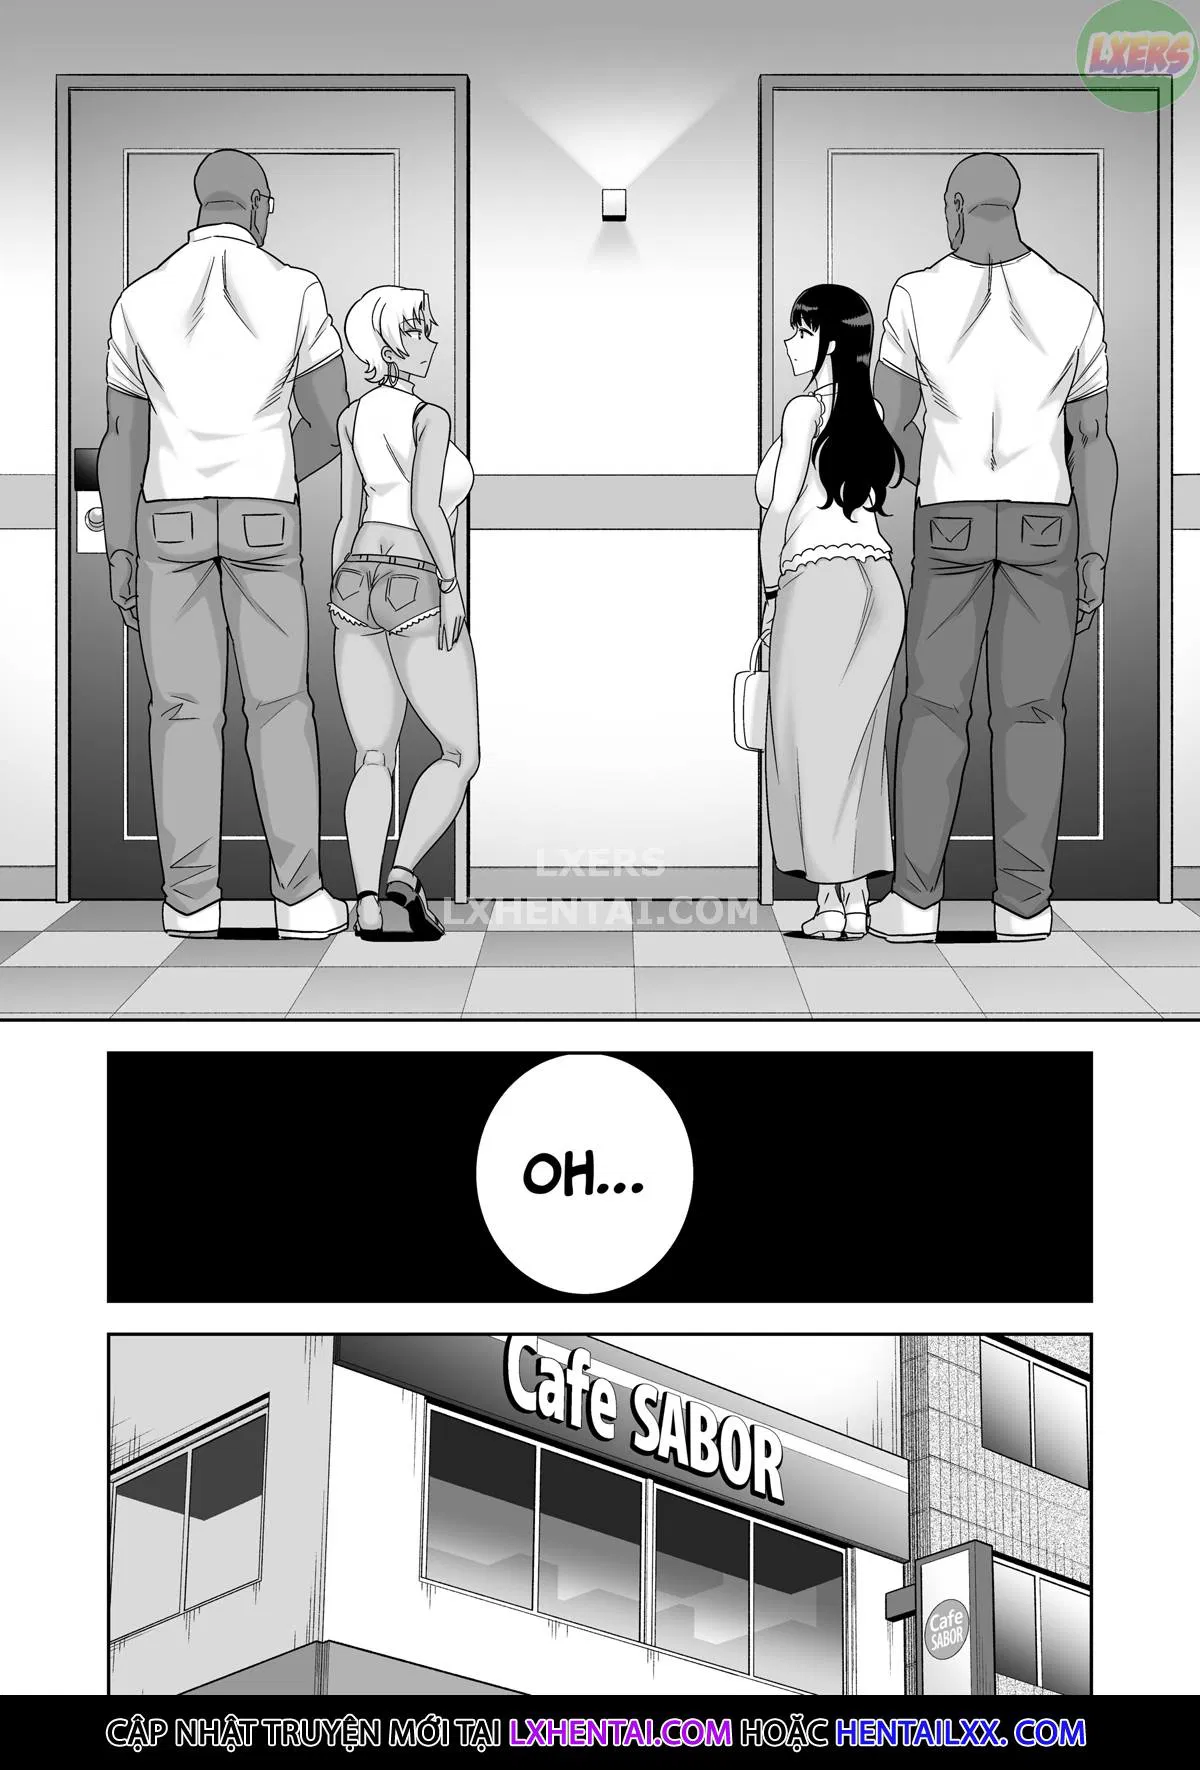 LXERS
LXERS
LXHENTAI.COM
OH...
Cafe SABOR
Cafe
SABOR
CẬP NHẬT TRUYỆN MỚI TẠI LXHENTAI.COM HOẶC HENTAILXX. COM